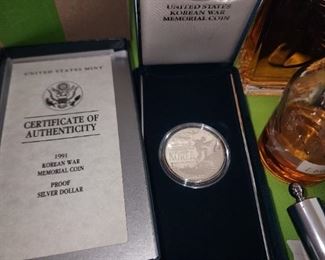 UNITED STATES MINT
CERTIFICATE OF
AUTHENTICITY
1991
KOREAN WAR
MEMORIAL COIN
PROOF
SILVER DOLLAR
UNITED STATES
KOREAN WAR
MEMORIAL COIN